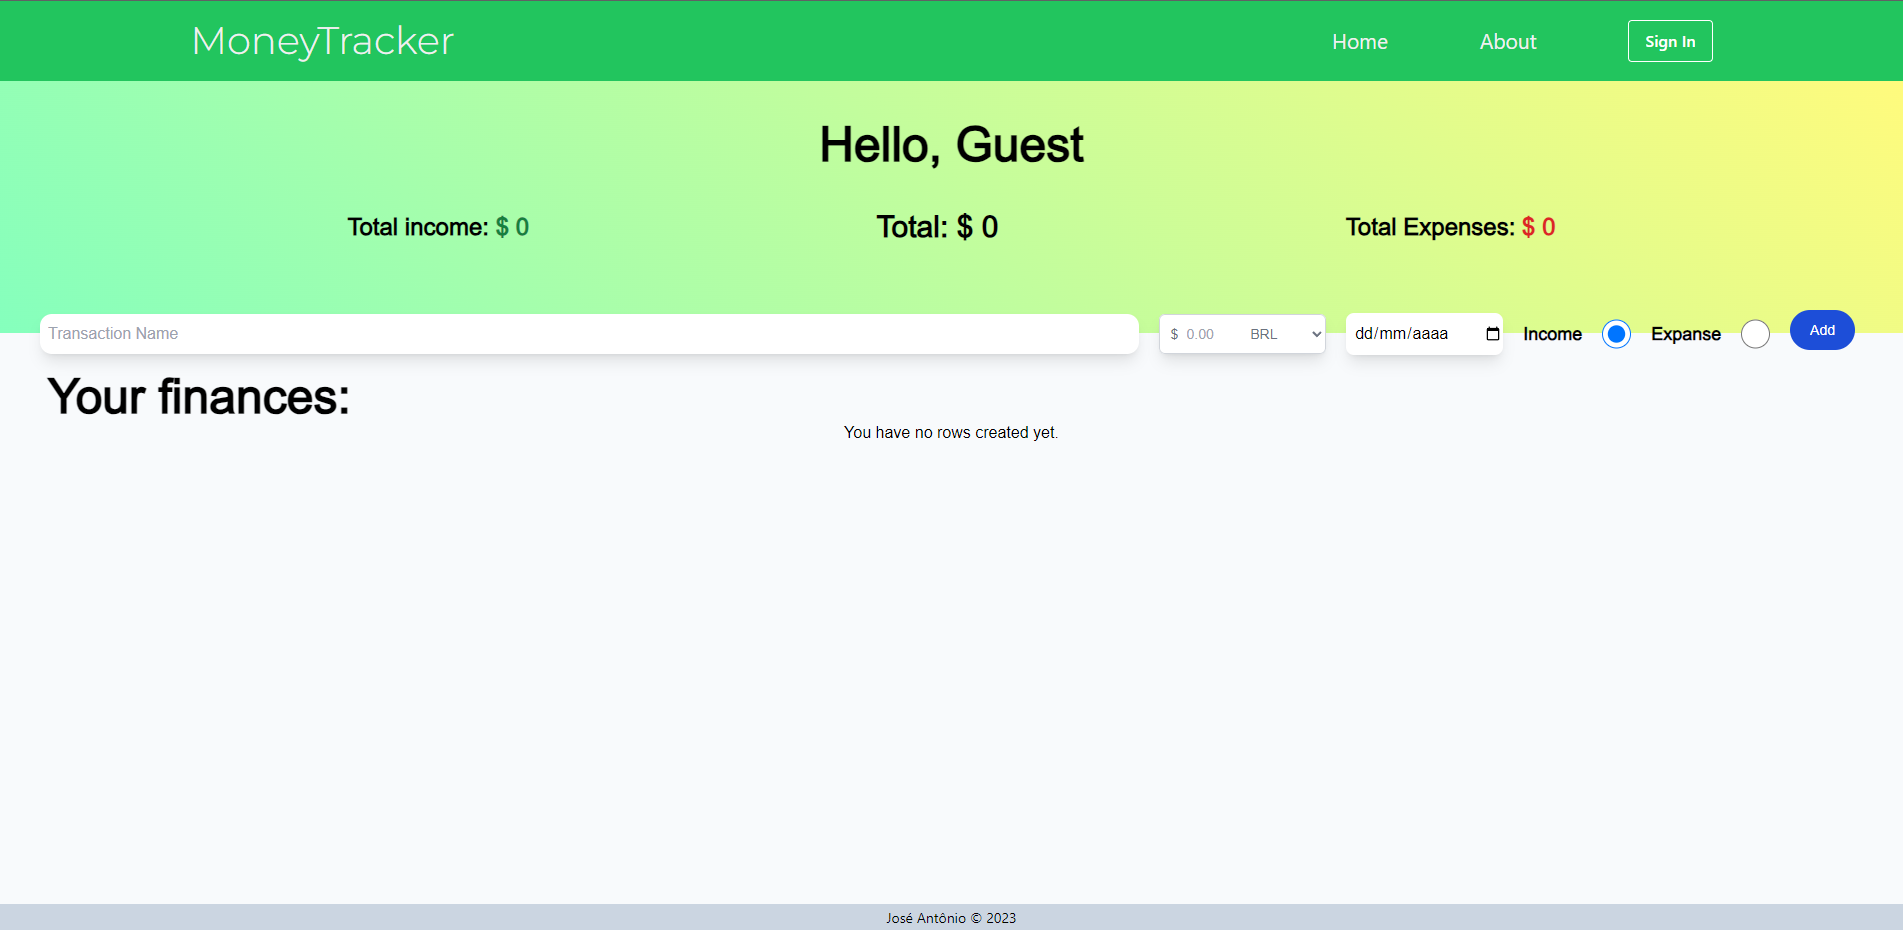 MoneyTracker
Home About Sign In
Hello, Guest
Total income: $ 0 Total: $ 0 Total Expenses: $ 0
Transaction Name $ 0.00 BRL dd/mm/aaaa Income Expanse Add
Your finances:
You have no rows created yet.
José Antônio © 2023